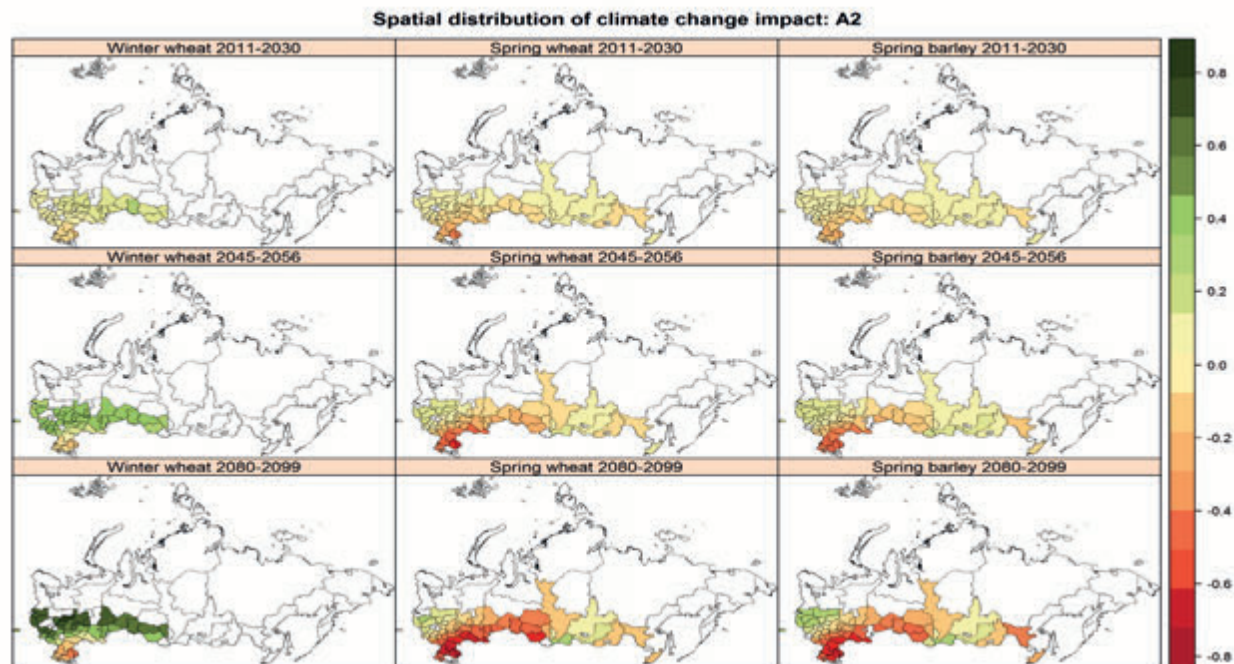 Spatial distribution of climate change impact: A2
Winter wheat 2011-2030
Spring wheat 2011-2030
Spring barley 2011-2030
Winter wheat 2045-2056
Spring wheat 2045-2056
Spring barley 2045-2056
Winter wheat 2080-2099
Spring wheat 2080-2099
Spring barley 2080-2099
0.8
0.6
0.4
0.2
0.0
-0.2
-0.4
-0.6
-0.8